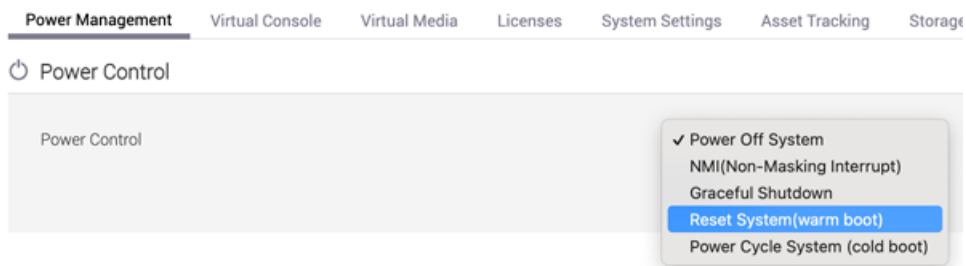 Power Management Virtual Console Virtual Media Licenses System Settings Asset Tracking Storage
Power Control
Power Control
✓ Power Off System
NMI(Non-Masking Interrupt)
Graceful Shutdown
Reset System(warm boot)
Power Cycle System (cold boot)